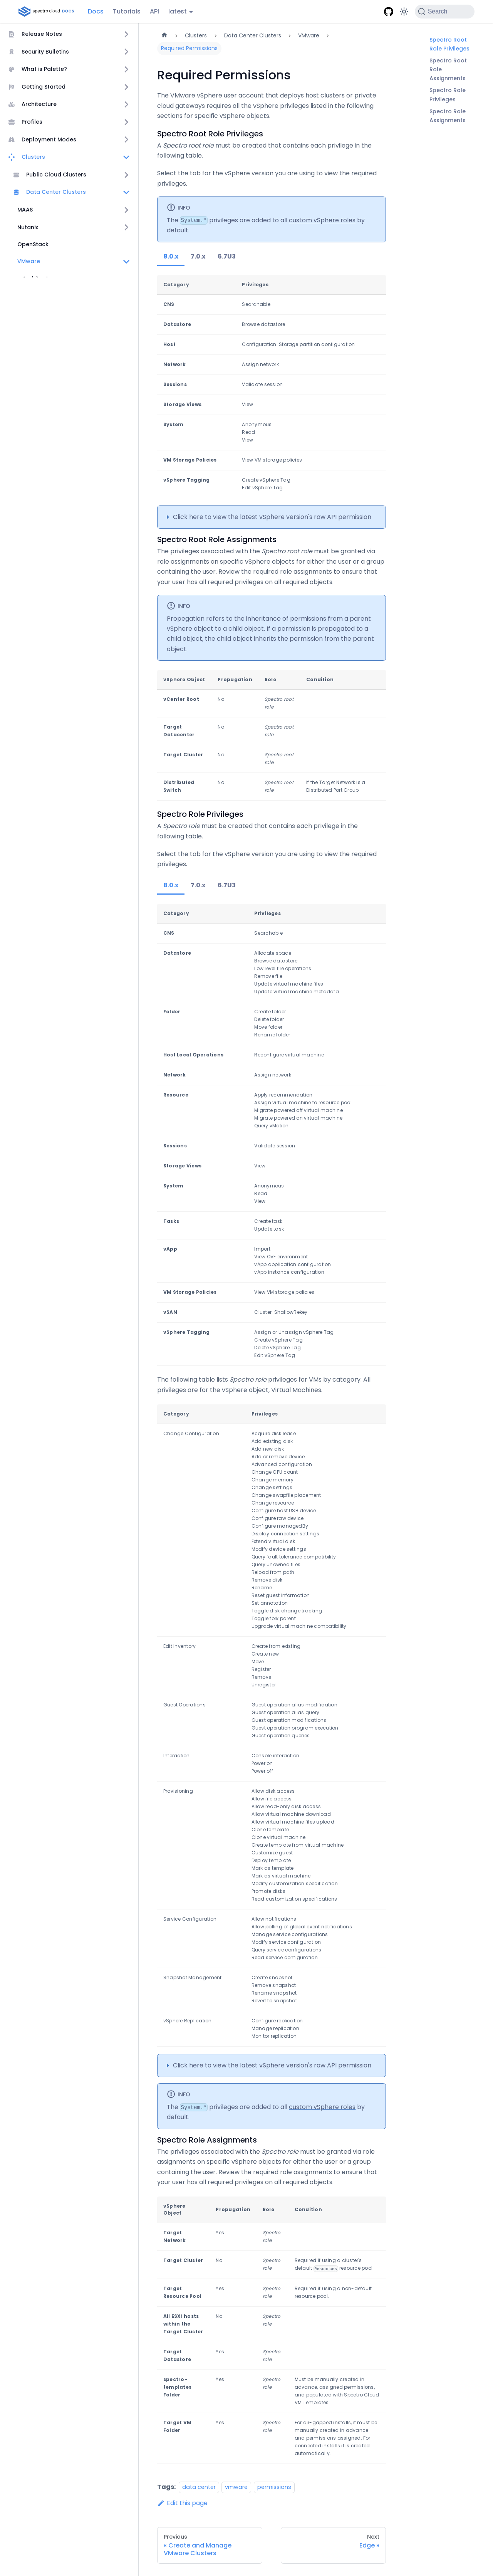 spectro cloud DOCS
Docs
Tutorials
API
latest
Search
Release Notes
Security Bulletins
What is Palette?
Getting Started
Architecture
Profiles
Deployment Modes
Clusters
Public Cloud Clusters
Data Center Clusters
MAAS
Nutanix
OpenStack
VMware
Clusters
Data Center Clusters
VMware
Required Permissions
Spectro Root Role Privileges
Spectro Root Role Assignments
Spectro Role Privileges
Spectro Role Assignments
Required Permissions
The VMware vSphere user account that deploys host clusters or private
cloud gateways requires all the vSphere privileges listed in the following
sections for specific vSphere objects.
Spectro Root Role Privileges
A Spectro root role must be created that contains each privilege in the
following table.
Select the tab for the vSphere version you are using to view the required
privileges.
INFO
The System.* privileges are added to all custom vSphere roles by
default.
8.0.x 7.0.x 6.7U3
Category Privileges
CNS Searchable
Datastore Browse datastore
Host Configuration: Storage partition configuration
Network Assign network
Sessions Validate session
Storage Views View
System Anonymous
Read
View
VM Storage Policies View VM storage policies
vSphere Tagging Create vSphere Tag
Edit vSphere Tag
Click here to view the latest vSphere version's raw API permission
Spectro Root Role Assignments
The privileges associated with the Spectro root role must be granted via
role assignments on specific vSphere objects for either the user or a group
containing the user. Review the required role assignments to ensure that
your user has all required privileges on all required objects.
INFO
Propegation refers to the inheritance of permissions from a parent
vSphere object to a child object. If a permission is propagated to a
child object, the child object inherits the permission from the parent
object.
vSphere Object Propagation Role Condition
vCenter Root No Spectro root
role
Target
Datacenter No Spectro root
role
Target Cluster No Spectro root
role
Distributed
Switch No Spectro root
role If the Target Network is a
Distributed Port Group
Spectro Role Privileges
A Spectro role must be created that contains each privilege in the
following table.
Select the tab for the vSphere version you are using to view the required
privileges.
8.0.x 7.0.x 6.7U3
Category Privileges
CNS Searchable
Datastore Allocate space
Browse datastore
Low level file operations
Remove file
Update virtual machine files
Update virtual machine metadata
Folder Create folder
Delete folder
Move folder
Rename folder
Host Local Operations Reconfigure virtual machine
Network Assign network
Resource Apply recommendation
Assign virtual machine to resource pool
Migrate powered off virtual machine
Migrate powered on virtual machine
Query vMotion
Sessions Validate session
Storage Views View
System Anonymous
Read
View
Tasks Create task
Update task
vApp Import
View OVF environment
vApp application configuration
vApp instance configuration
VM Storage Policies View VM storage policies
vSAN Cluster: ShallowRekey
vSphere Tagging Assign or Unassign vSphere Tag
Create vSphere Tag
Delete vSphere Tag
Edit vSphere Tag
The following table lists Spectro role privileges for VMs by category. All
privileges are for the vSphere object, Virtual Machines.
Category Privileges
Change Configuration Acquire disk lease
Add existing disk
Add new disk
Add or remove device
Advanced configuration
Change CPU count
Change memory
Change settings
Change swapfile placement
Change resource
Configure host USB device
Configure raw device
Configure managedBy
Display connection settings
Extend virtual disk
Modify device settings
Query fault tolerance compatibility
Query unowned files
Reload from path
Remove disk
Rename
Reset guest information
Set annotation
Toggle disk change tracking
Toggle fork parent
Upgrade virtual machine compatibility
Edit Inventory Create from existing
Create new
Move
Register
Remove
Unregister
Guest Operations Guest operation alias modification
Guest operation alias query
Guest operation modifications
Guest operation program execution
Guest operation queries
Interaction Console Interaction
Power on
Power off
Provisioning Allow disk access
Allow file access
Allow read-only disk access
Allow virtual machine download
Allow virtual machine files upload
Clone template
Clone virtual machine
Create template from virtual machine
Customize guest
Deploy template
Mark as template
Mark as virtual machine
Modify customization specification
Promote disks
Read customization specifications
Service Configuration Allow notifications
Allow polling of global event notifications
Manage service configurations
Modify service configuration
Query service configurations
Read service configuration
Snapshot Management Create snapshot
Remove snapshot
Rename snapshot
Revert to snapshot
vSphere Replication Configure replication
Manage replication
Monitor replication
Click here to view the latest vSphere version's raw API permission
INFO
The System.* privileges are added to all custom vSphere roles by
default.
Spectro Role Assignments
The privileges associated with the Spectro role must be granted via role
assignments on specific vSphere objects for either the user or a group
containing the user. Review the required role assignments to ensure that
your user has all required privileges on all required objects.
vSphere
Object Propagation Role Condition
Target
Network Yes Spectro
role
Target Cluster No Spectro
role Required if using a cluster's
default Resources resource pool.
Target
Resource Pool Yes Spectro
role Required if using a non-default
resource pool
All ESXi hosts
within the
Target Cluster No Spectro
role
Target
Datastore Yes Spectro
role
spectro-
templates
Folder Yes Spectro
role Must be manually created in
advance, assigned permissions,
and populated with Spectro Cloud
VM Templates
Target VM
Folder Yes Spectro
role For air-gapped installs, it must be
manually created in advance
and permissions assigned. For
connected installs it is created
automatically.
Tags: data center vmware permissions
Edit this page
Previous
« Create and Manage
VMware Clusters
Next
Edge »